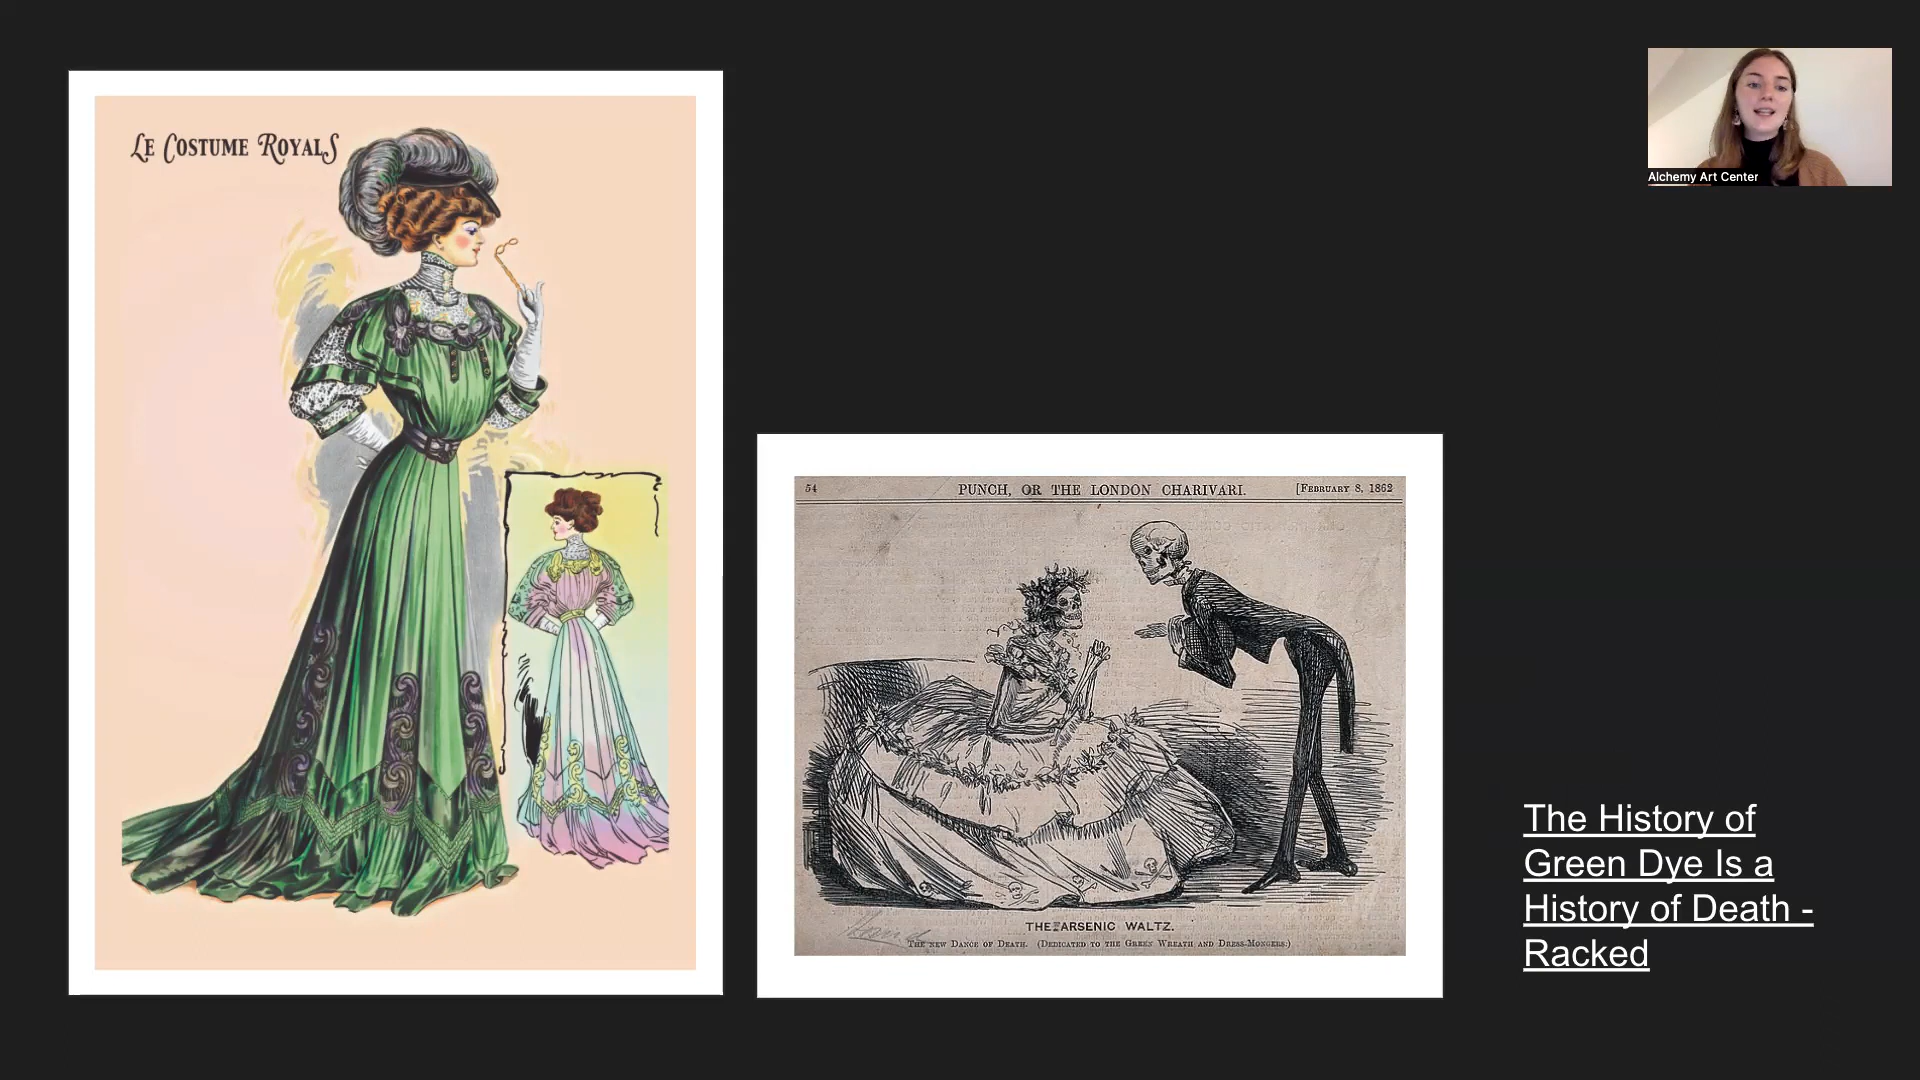 LE COSTUME ROYALS
Alchemy Art Center
54
PUNCH, OR THE LONDON CHARIVARI.
[FEBRUARY 8, 1862
THE ARSENIC WALTZ.
THE NEW DANCE OF DEATH. (DEDICATED TO THE GREEN WREATH AND DRESS-MONGERS.)
The History of
Green Dye Is a
History of Death -
Racked